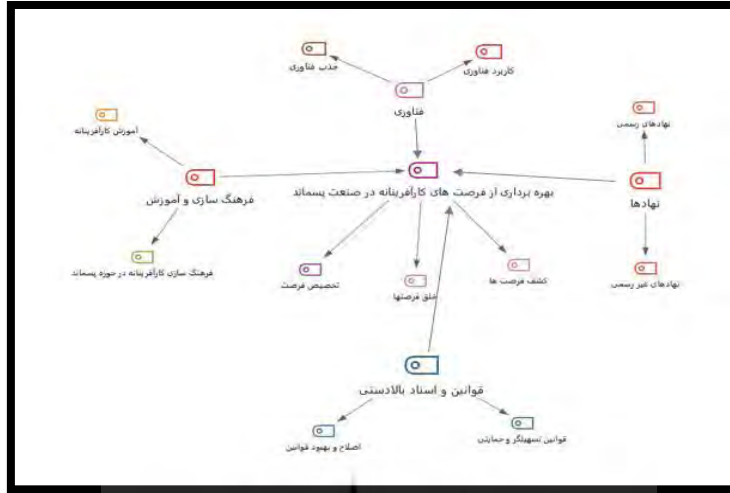 جذب فناوری
کاربرد فناوری
فناوری
آموزش کارآفرینانه
نهادهای رسمی
فرهنگ سازی و آموزش
بهره برداری از فرصت های کارآفرینانه در صنعت پسماند
نهادها
فرهنگ سازی کارآفرینانه در حوزه پسماند
تخصیص فرصت
خلق فرصتها
کشف فرصت ها
نهادهای غیر رسمی
قوانین و اسناد بالادستی
اصلاح و بهبود قوانین
قوانین تسهیلگر و حمایتی